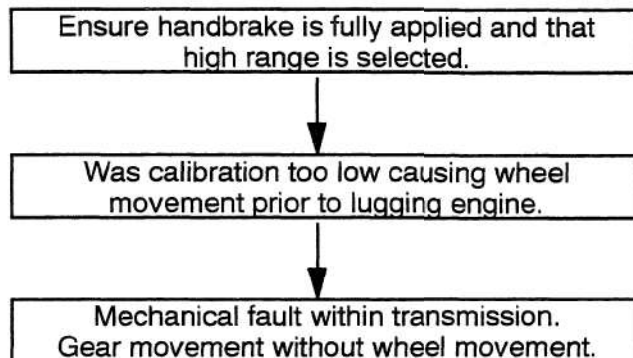 Ensure handbrake is fully applied and that
high range is selected.
Was calibration too low causing wheel
movement prior to lugging engine.
Mechanical fault within transmission.
Gear movement without wheel movement.